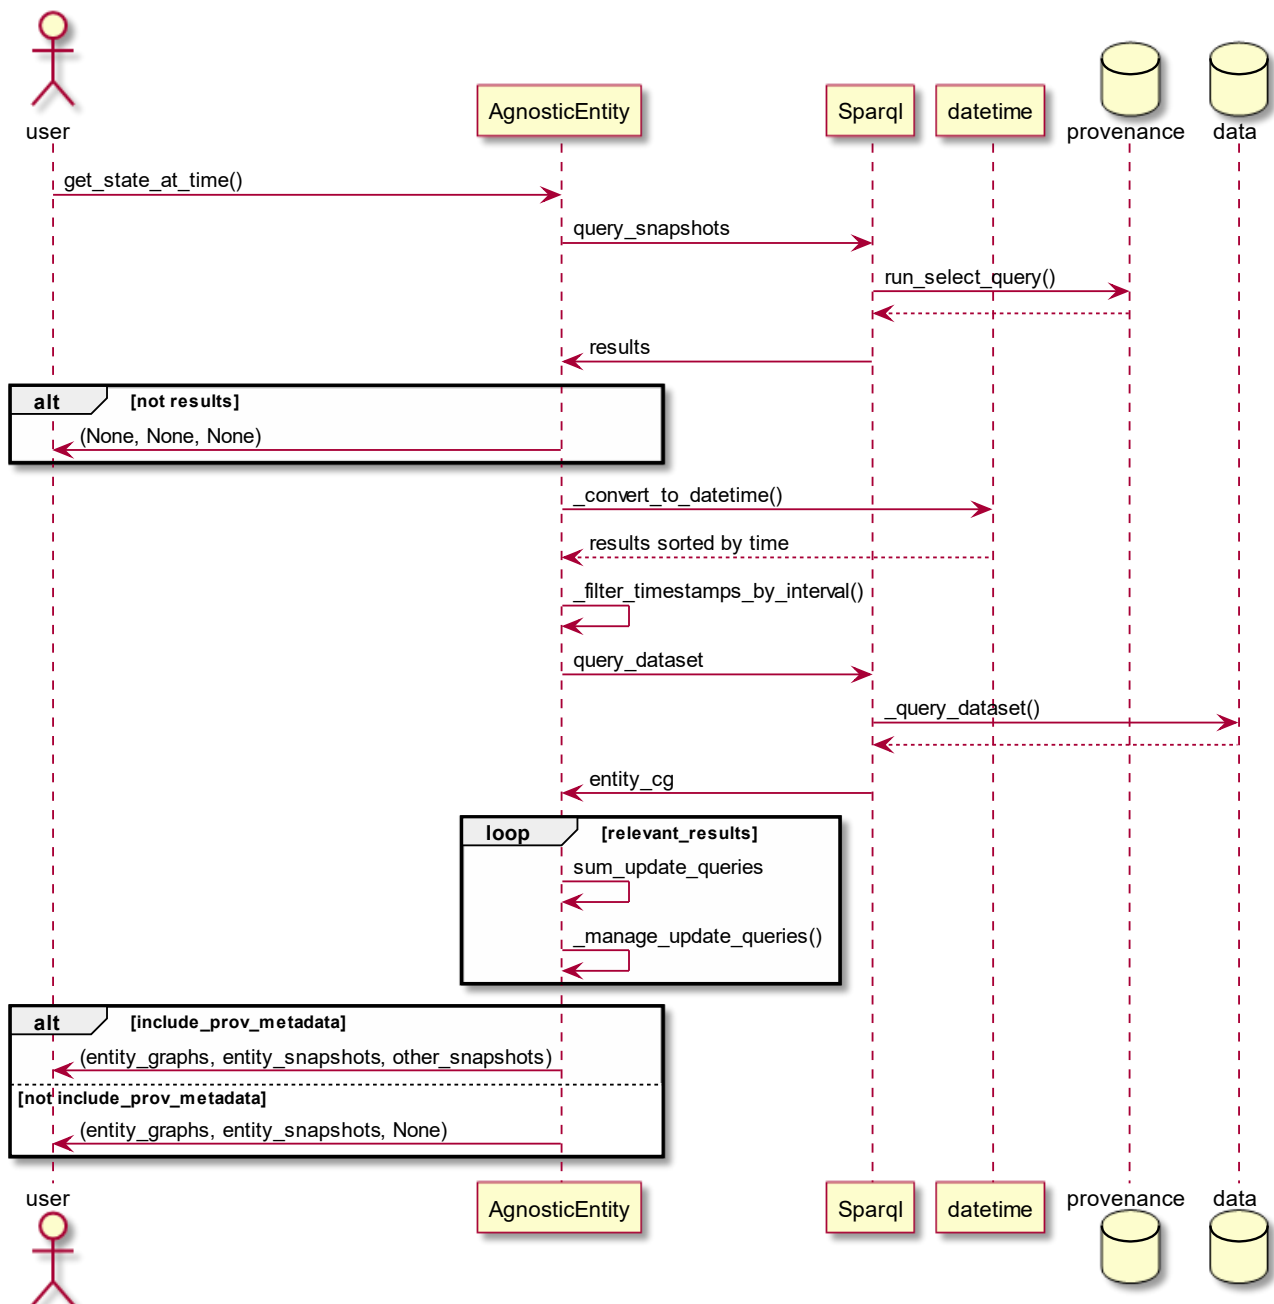 user
AgnosticEntity
Sparql
datetime
provenance
data
get_state_at_time()
query_snapshots
run_select_query()
results
alt
[not results]
(None, None, None)
_convert_to_datetime()
results sorted by time
_filter_timestamps_by_interval()
query_dataset
_query_dataset()
entity_cg
loop
[relevant_results]
sum_update_queries
_manage_update_queries()
alt
[include_prov_metadata]
(entity_graphs, entity_snapshots, other_snapshots)
[not include_prov_metadata]
(entity_graphs, entity_snapshots, None)
user
AgnosticEntity
Sparql
datetime
provenance
data